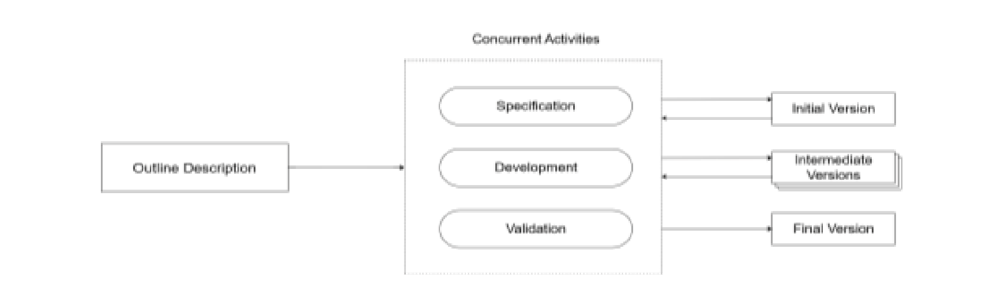 Concurrent Activities
Specification
Initial Version
Outline Description
Development
Intermediate
Versions
Validation
Final Version